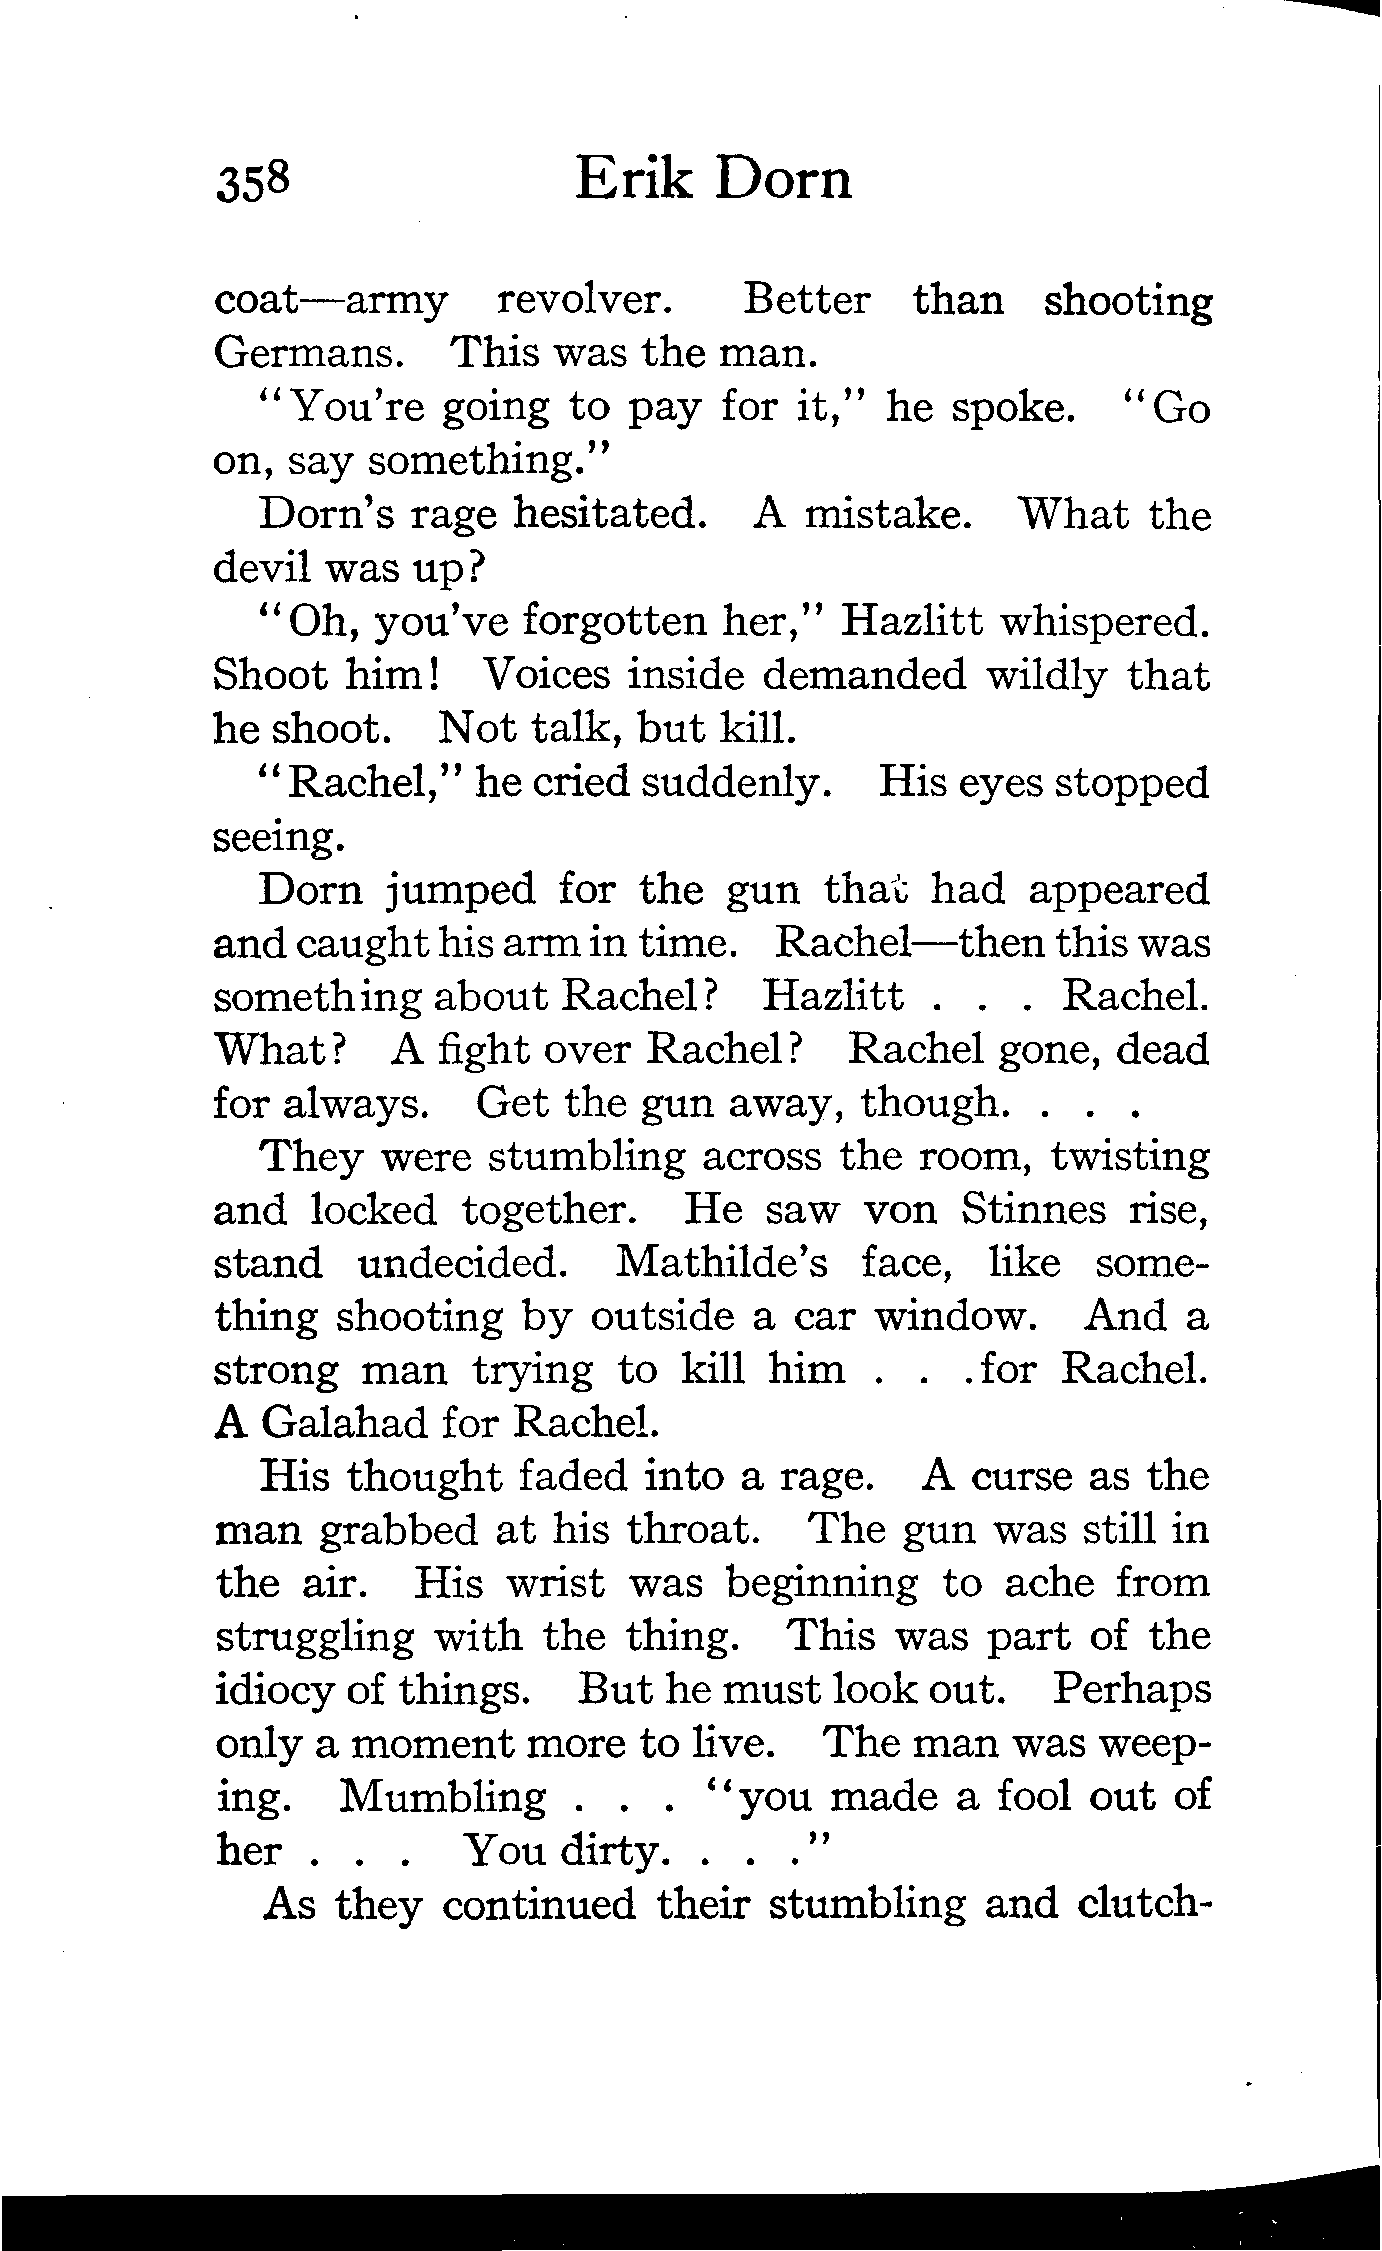 358 Erik Dorn
coat—army revolver. Better than shooting
Germans. This was the man.
"You're going to pay for it," he spoke. "Go
on, say something."
Dorn's rage hesitated. A mistake. What the
devil was up?
"Oh, you've forgotten her," Hazlitt whispered.
Shoot him! Voices inside demanded wildly that
he shoot. Not talk, but kill.
"Rachel," he cried suddenly. His eyes stopped
seeing.
Dorn jumped for the gun that had appeared
and caught his arm in time. Rachel—then this was
something about Rachel? Hazlitt . . . Rachel.
What? A fight over Rachel? Rachel gone, dead
for always. Get the gun away, though. . . .
They were stumbling across the room, twisting
and locked together. He saw von Stinnes rise,
stand undecided. Mathilde's face, like some-
thing shooting by outside a car window. And a
strong man trying to kill him . . .for Rachel.
A Galahad for Rachel.
His thought faded into a rage. A curse as the
man grabbed at his throat. The gun was still in
the air. His wrist was beginning to ache from
struggling with the thing. This was part of the
idiocy of things. But he must look out. Perhaps
only a moment more to live. The man was weep-
ing. Mumbling . . . "you made a fool out of
her . . . You dirty. . . ."
As they continued their stumbling and clutch-